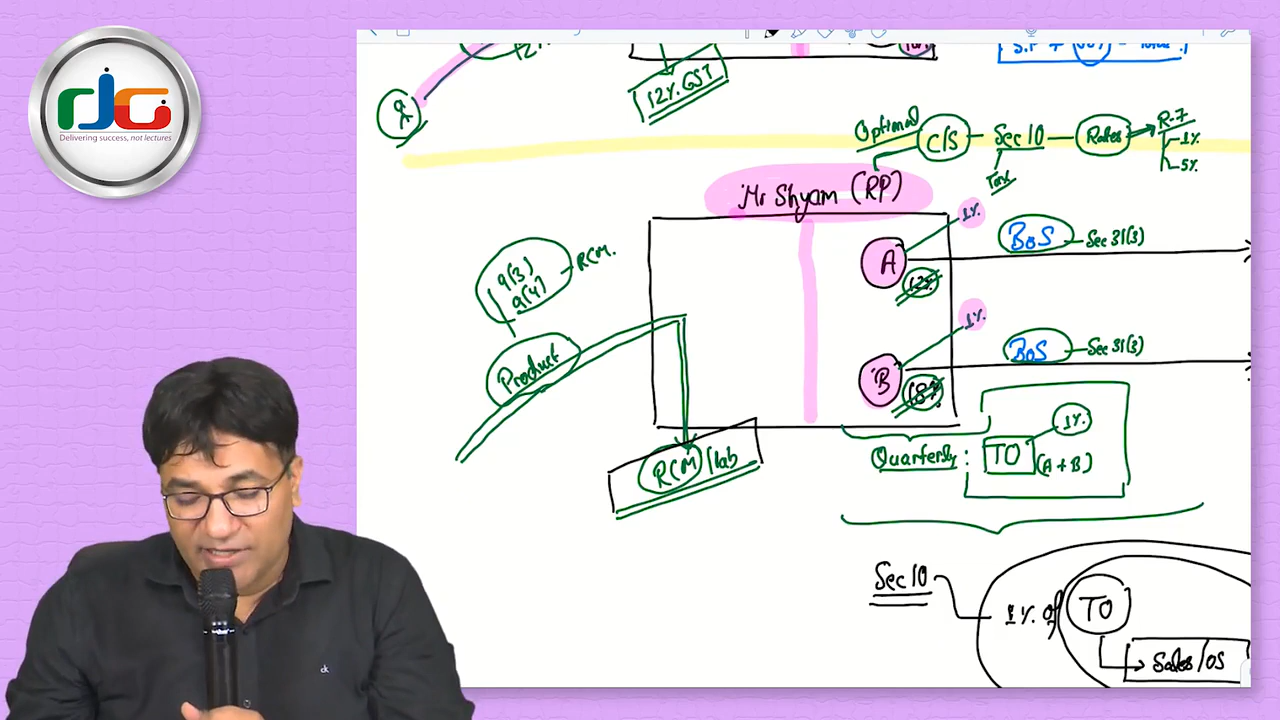 Delivering success, not lectures
12% GST
Optional
C/S — Sec 10 — Rates
R.7
1%
5%
Tax
Mr Shyam (RP)
A
1%
12%
BOS — Sec 31(3)
9(3)
9(4)
RCM.
Product
B
1%
18%
BOS — Sec 31(3)
RCM / lab
Quarterly : TO (A + B)
1%
Sec 10
1% of TO
Sales/OS
dk